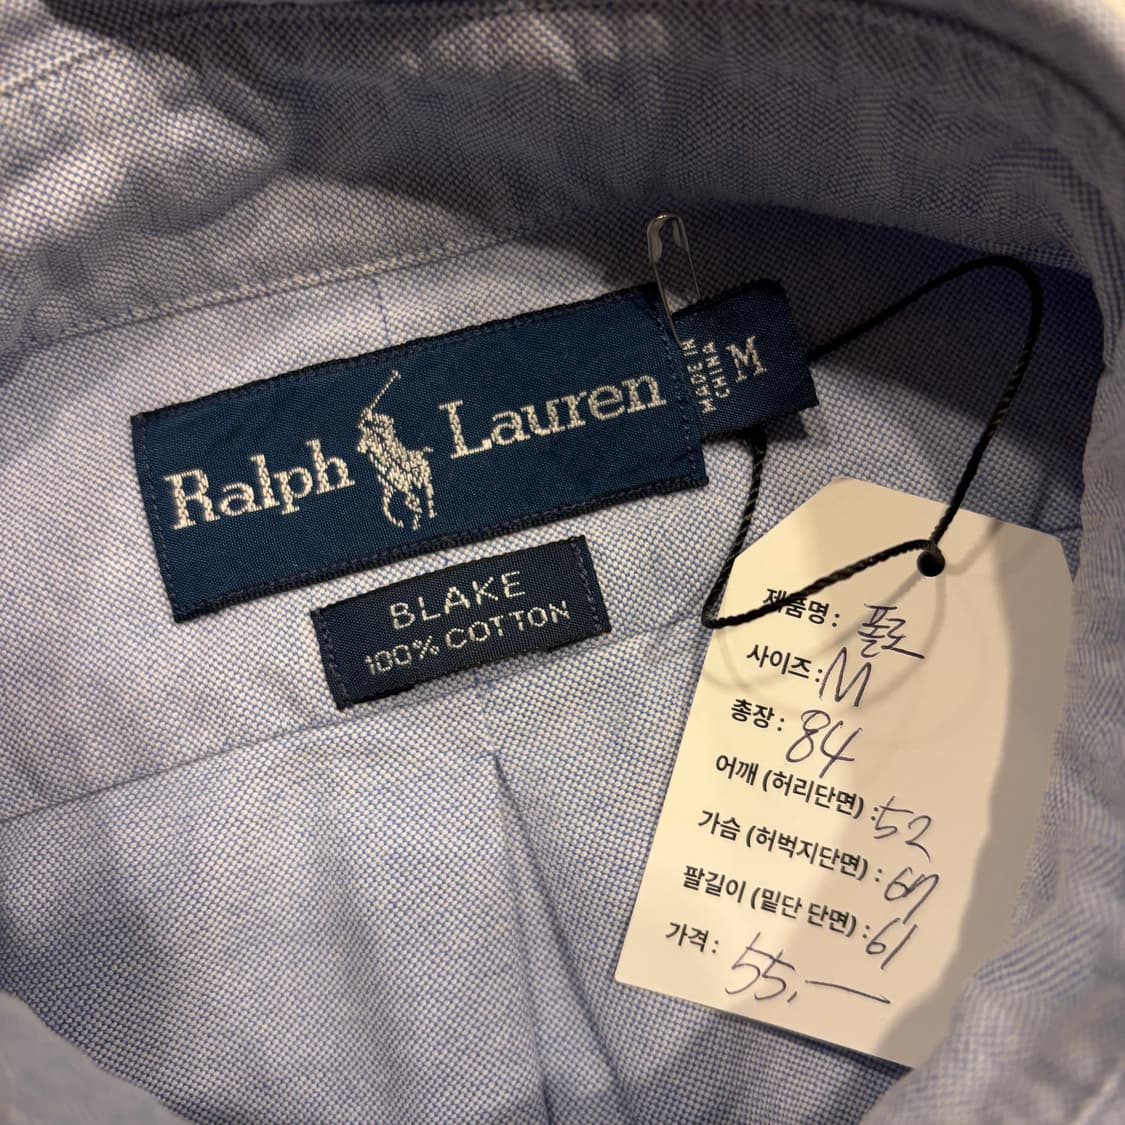 Ralph Lauren
MADE IN
CHINA
M
BLAKE
100% COTTON
제품명: 폴로
사이즈: M
총장: 84
어깨 (허리단면) : 52
가슴 (허벅지단면) : 67
팔길이 (밑단 단면) : 61
가격: 55,—